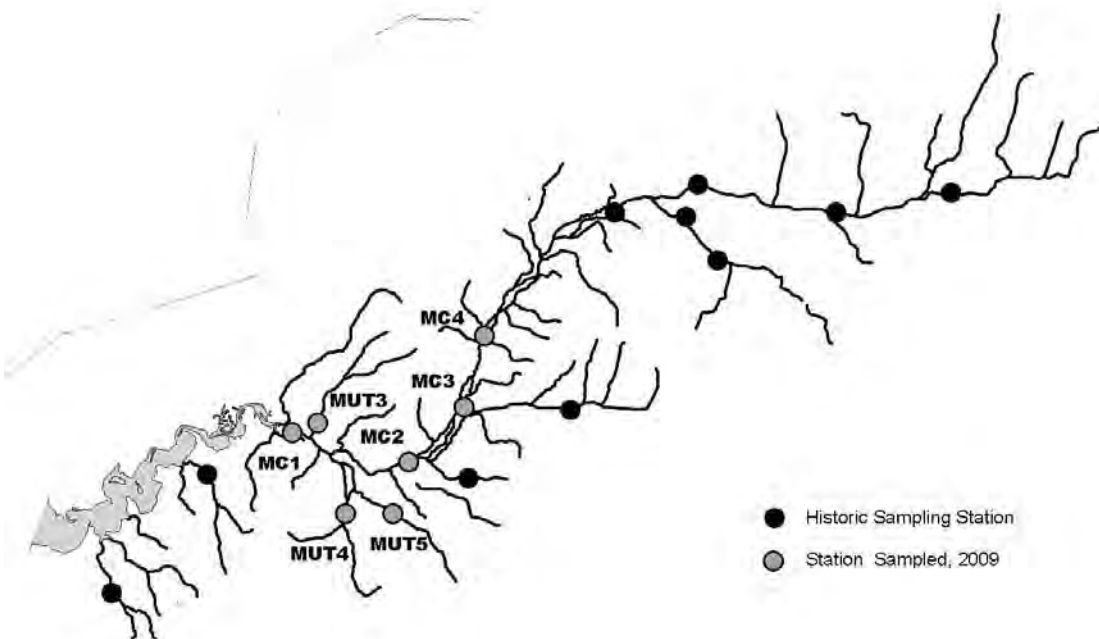 MC4
MC3
MUT3
MC2
MC1
MUT4
MUT5
Historic Sampling Station
Station Sampled, 2009